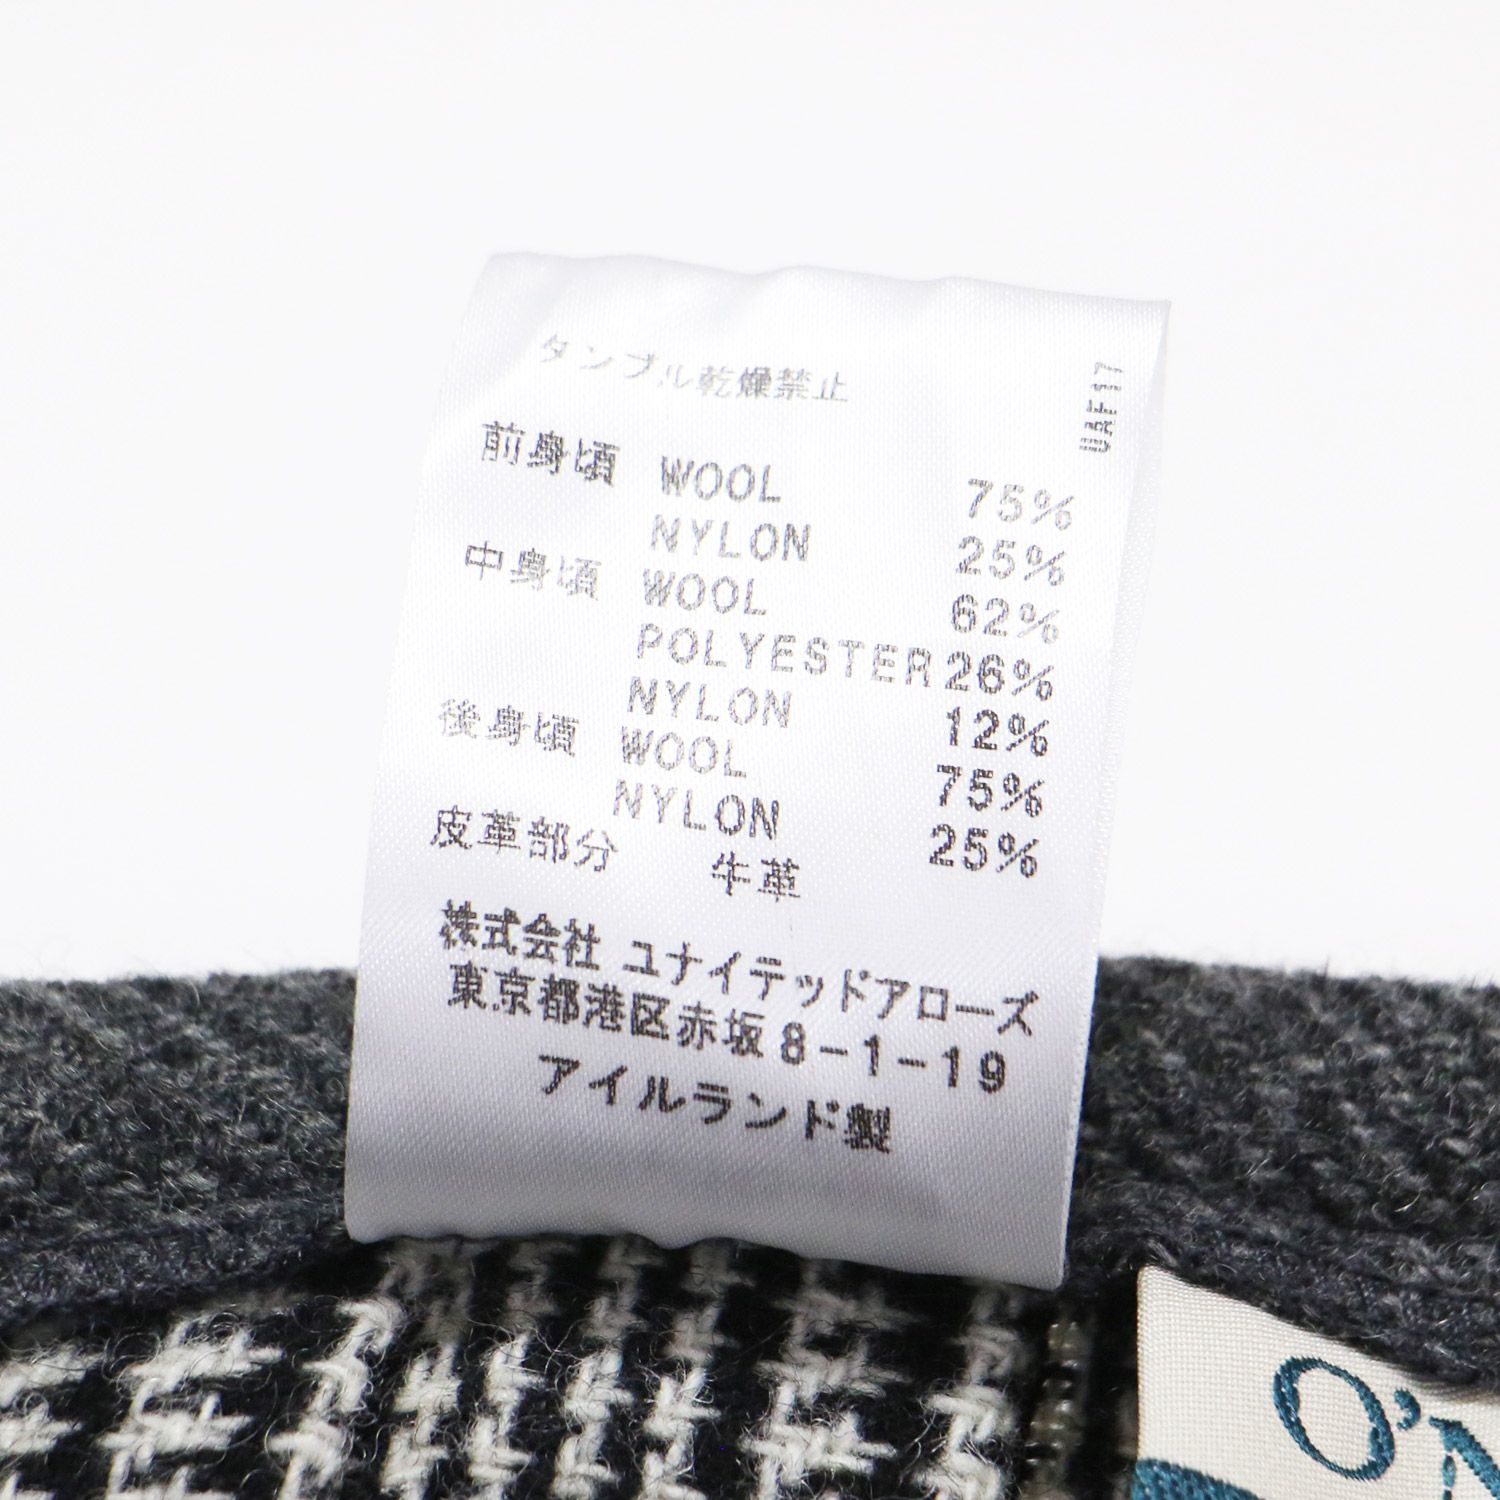 タンブル乾燥禁止
UAF17
前身頃 WOOL 75%
NYLON 25%
中身頃 WOOL 62%
POLYESTER 26%
NYLON 12%
後身頃 WOOL 75%
NYLON 25%
皮革部分 牛革
株式会社 ユナイテッドアローズ
東京都港区赤坂8-1-19
アイルランド製